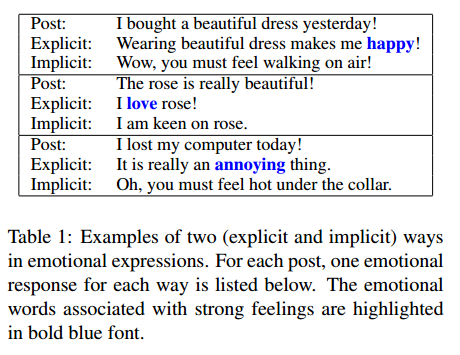 Post: I bought a beautiful dress yesterday!
Explicit: Wearing beautiful dress makes me happy!
Implicit: Wow, you must feel walking on air!
Post: The rose is really beautiful!
Explicit: I love rose!
Implicit: I am keen on rose.
Post: I lost my computer today!
Explicit: It is really an annoying thing.
Implicit: Oh, you must feel hot under the collar.
Table 1: Examples of two (explicit and implicit) ways
in emotional expressions. For each post, one emotional
response for each way is listed below. The emotional
words associated with strong feelings are highlighted
in bold blue font.